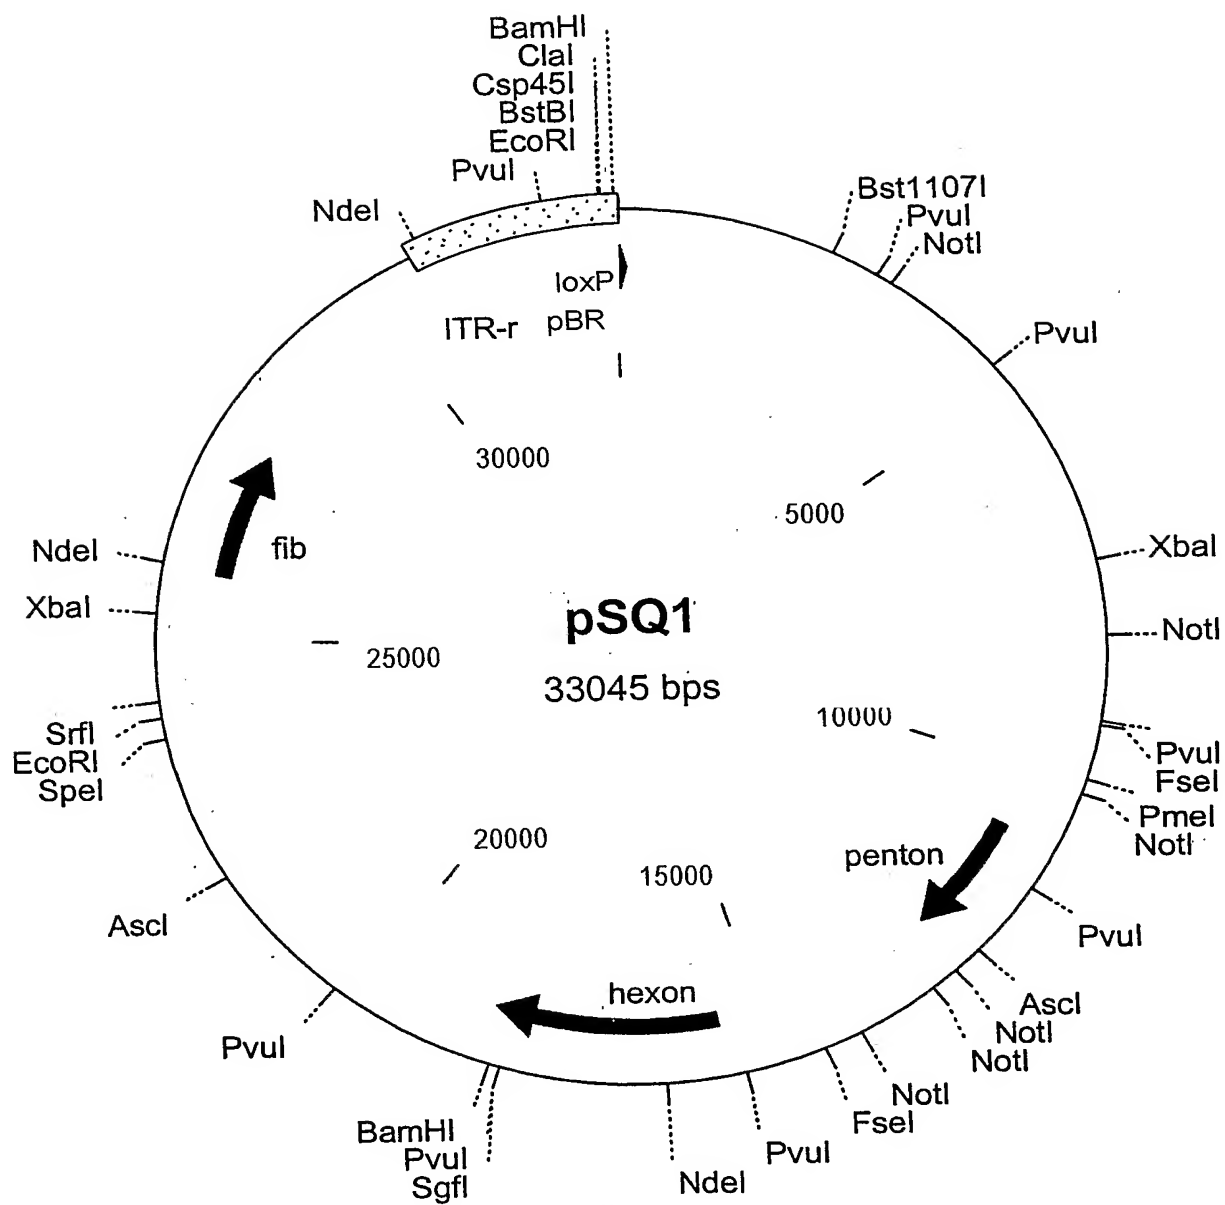 BamHI
ClaI
Csp45I
BstBI
EcoRI
PvuI
NdeI
Bst1107I
PvuI
NotI
loxP
ITR-r
pBR
PvuI
30000
5000
NdeI
fib
XbaI
XbaI
pSQ1
NotI
25000
33045 bps
10000
SrfI
EcoRI
SpeI
PvuI
FseI
PmeI
NotI
20000
penton
15000
AscI
PvuI
hexon
AscI
NotI
NotI
PvuI
NotI
FseI
BamHI
PvuI
SgfI
PvuI
NdeI